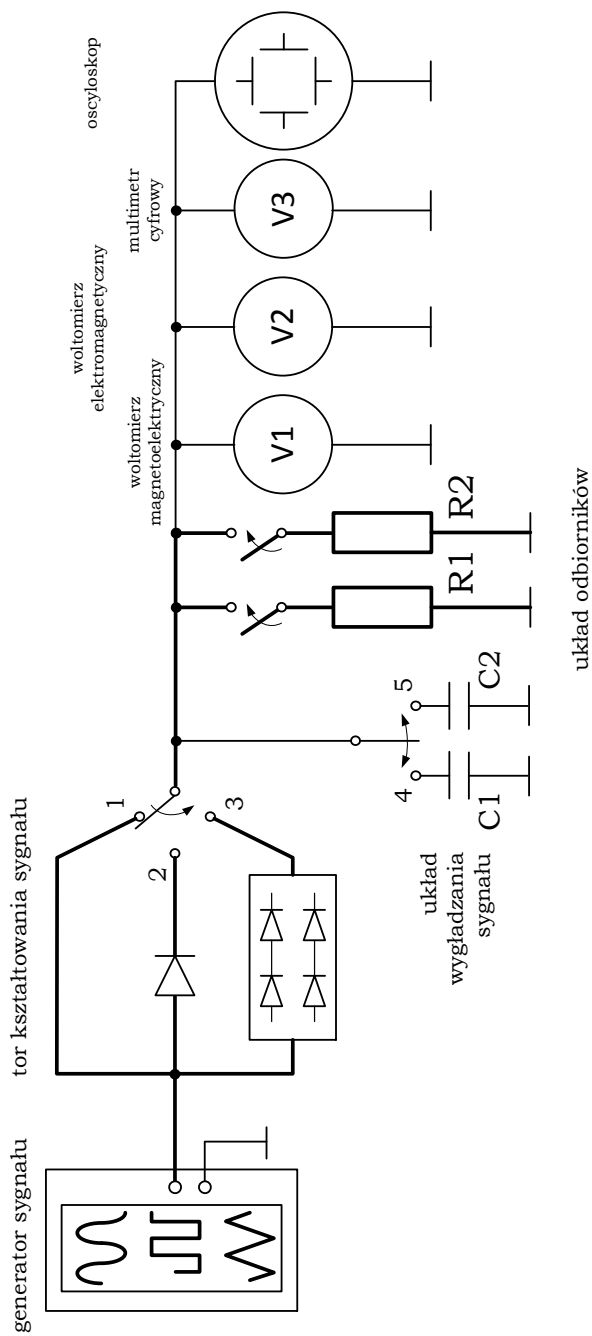 generator sygnału
tor kształtowania sygnału
1
2
3
układ
wygładzania
sygnału
4
5
C1
C2
R1
R2
układ odbiorników
woltomierz
magnetoelektryczny
V1
woltomierz
elektromagnetyczny
V2
multimetr
cyfrowy
V3
oscyloskop